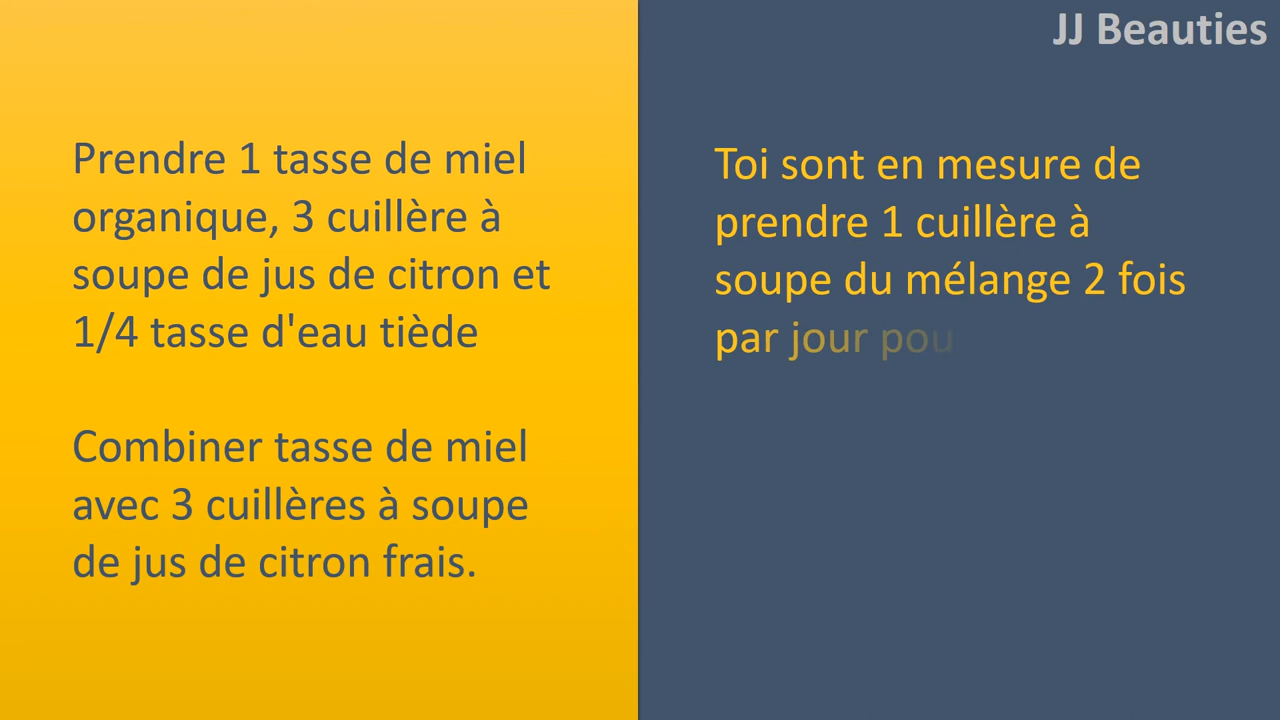 JJ Beauties
Prendre 1 tasse de miel
organique, 3 cuillère à
soupe de jus de citron et
1/4 tasse d'eau tiède
Combiner tasse de miel
avec 3 cuillères à soupe
de jus de citron frais.
Toi sont en mesure de
prendre 1 cuillère à
soupe du mélange 2 fois
par jour pou